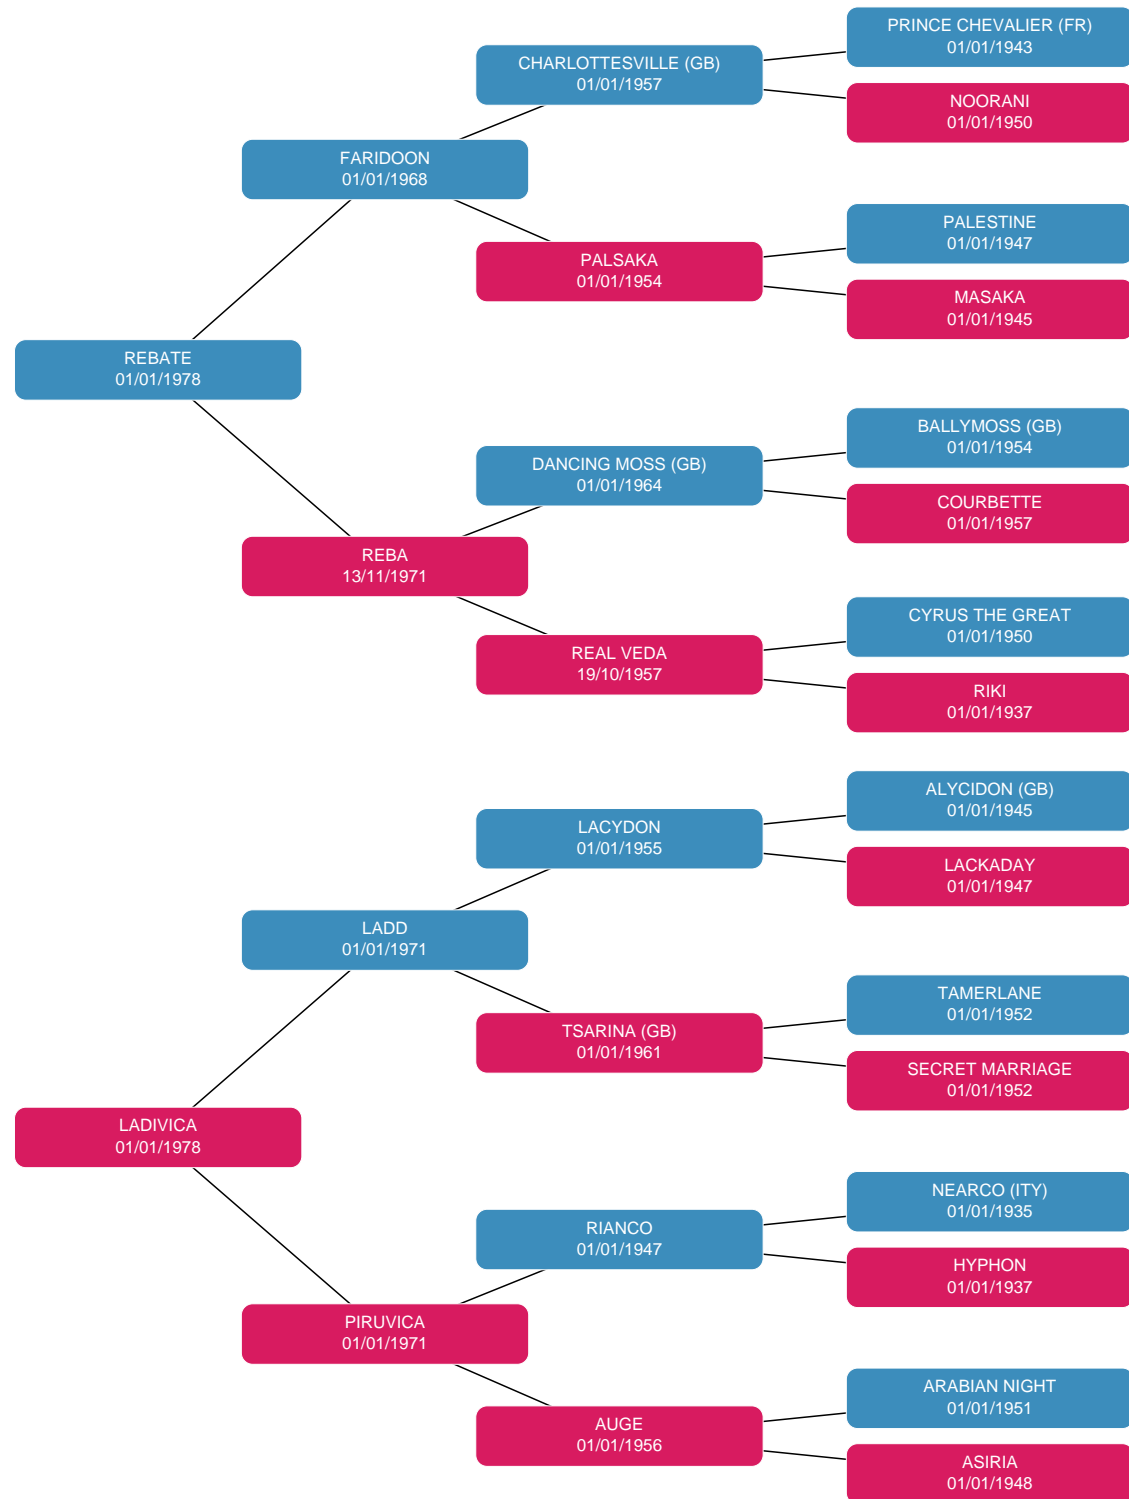 PRINCE CHEVALIER (FR)
01/01/1943
CHARLOTTESVILLE (GB)
01/01/1957
NOORANI
01/01/1950
FARIDOON
01/01/1968
PALESTINE
01/01/1947
PALSAKA
01/01/1954
MASAKA
01/01/1945
REBATE
01/01/1978
BALLYMOSS (GB)
01/01/1954
DANCING MOSS (GB)
01/01/1964
COURBETTE
01/01/1957
REBA
13/11/1971
CYRUS THE GREAT
01/01/1950
REAL VEDA
19/10/1957
RIKI
01/01/1937
ALYCIDON (GB)
01/01/1945
LACYDON
01/01/1955
LACKADAY
01/01/1947
LADD
01/01/1971
TAMERLANE
01/01/1952
TSARINA (GB)
01/01/1961
SECRET MARRIAGE
01/01/1952
LADIVICA
01/01/1978
NEARCO (ITY)
01/01/1935
RIANCO
01/01/1947
HYPHON
01/01/1937
PIRUVICA
01/01/1971
ARABIAN NIGHT
01/01/1951
AUGE
01/01/1956
ASIRIA
01/01/1948